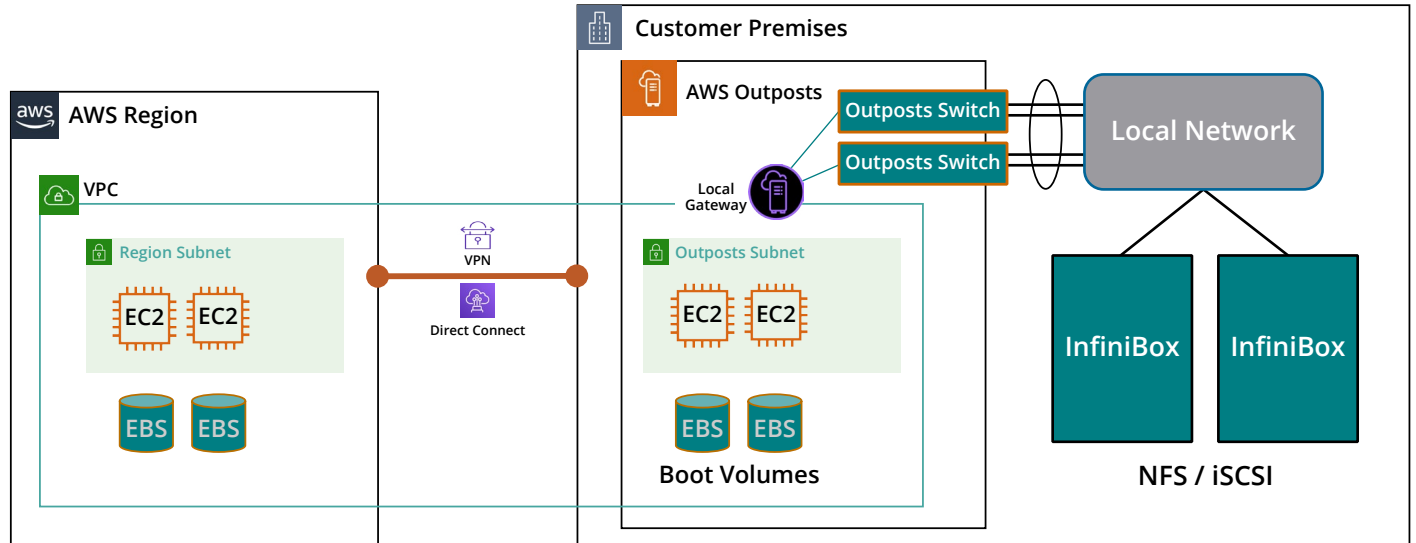 Customer Premises
AWS Outposts
aws
AWS Region
Outposts Switch
Outposts Switch
Local Network
VPC
Local
Gateway
Region Subnet
VPN
Outposts Subnet
EC2
EC2
Direct Connect
EC2
EC2
InfiniBox
InfiniBox
EBS
EBS
EBS
EBS
Boot Volumes
NFS / iSCSI